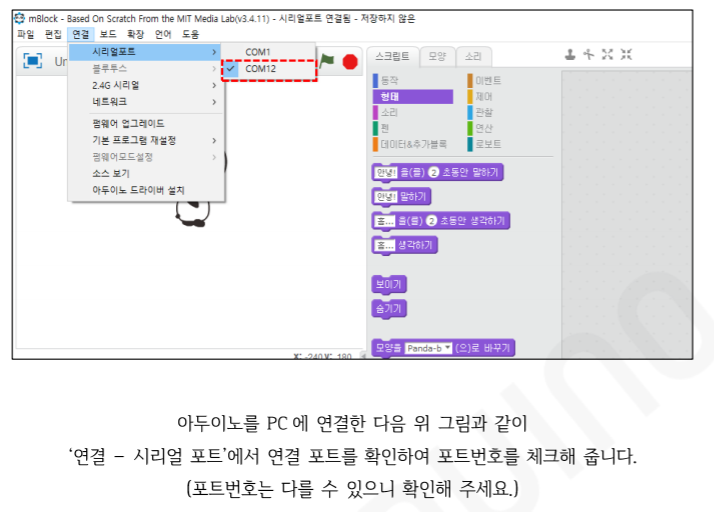 mBlock - Based On Scratch From the MIT Media Lab(v3.4.11) - 시리얼포트 연결됨 - 저장하지 않은
파일 편집 연결 보드 확장 언어 도움
시리얼포트 >
COM1
COM12
블루투스 >
2.4G 시리얼 >
네트워크 >
펌웨어 업그레이드
기본 프로그램 재설정 >
펌웨어모드설정 >
소스 보기
아두이노 드라이버 설치
Un
X: -240 Y: 180
스크립트 모양 소리
동작 이벤트
형태 제어
소리 관찰
펜 연산
데이터&추가블록 로보트
안녕! 을(를) 2 초동안 말하기
안녕! 말하기
흠... 을(를) 2 초동안 생각하기
흠... 생각하기
보이기
숨기기
모양을 Panda-b (으)로 바꾸기
아두이노를 PC에 연결한 다음 위 그림과 같이
‘연결 – 시리얼 포트’에서 연결 포트를 확인하여 포트번호를 체크해 줍니다.
(포트번호는 다를 수 있으니 확인해 주세요.)